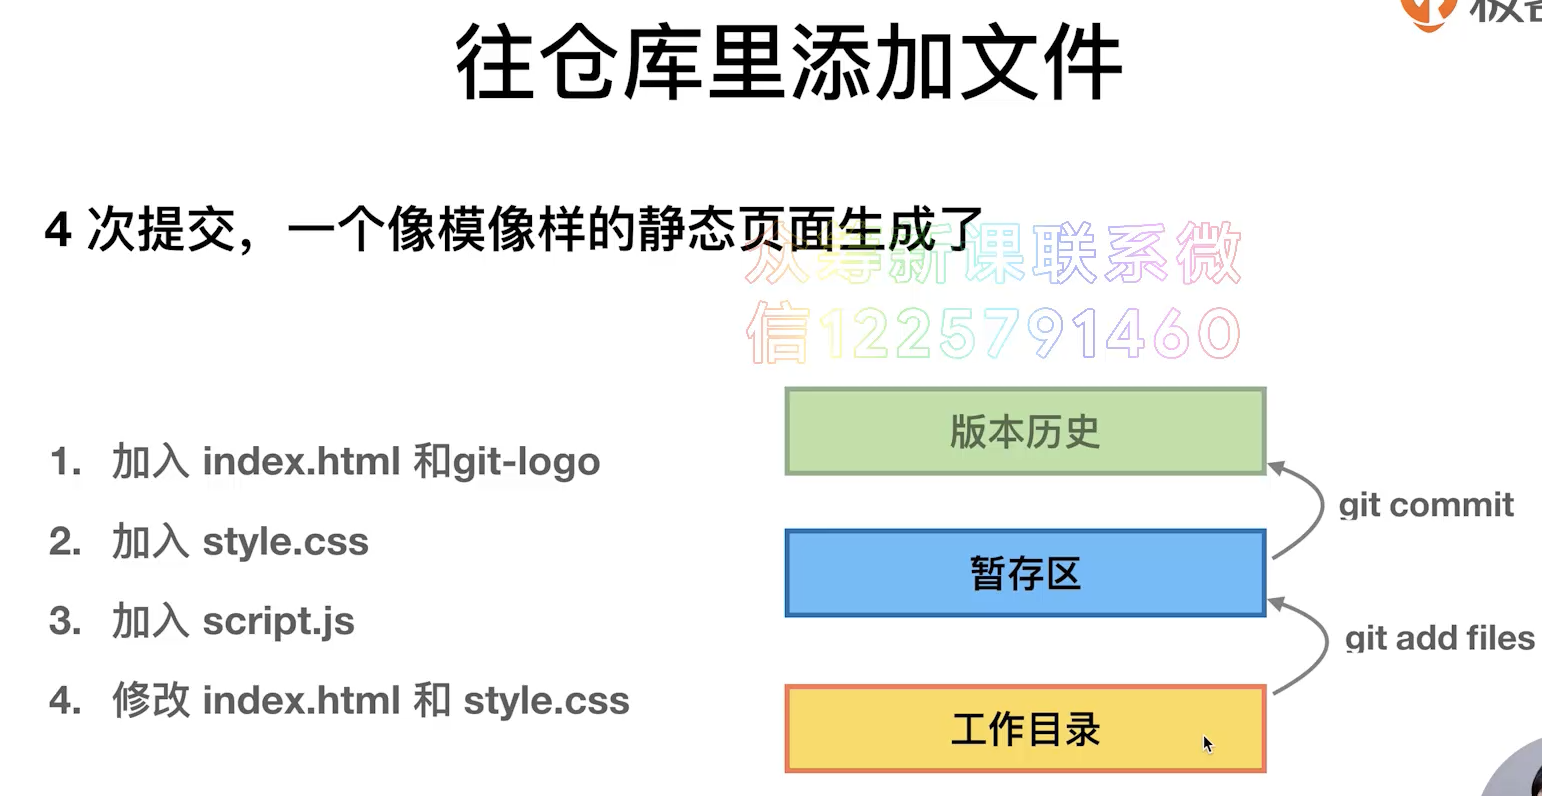 往仓库里添加文件
4 次提交，一个像模像样的静态页面生成了
众筹新课联系微
信1225791460
1. 加入 index.html 和git-logo
2. 加入 style.css
3. 加入 script.js
4. 修改 index.html 和 style.css
版本历史
git commit
暂存区
git add files
工作目录